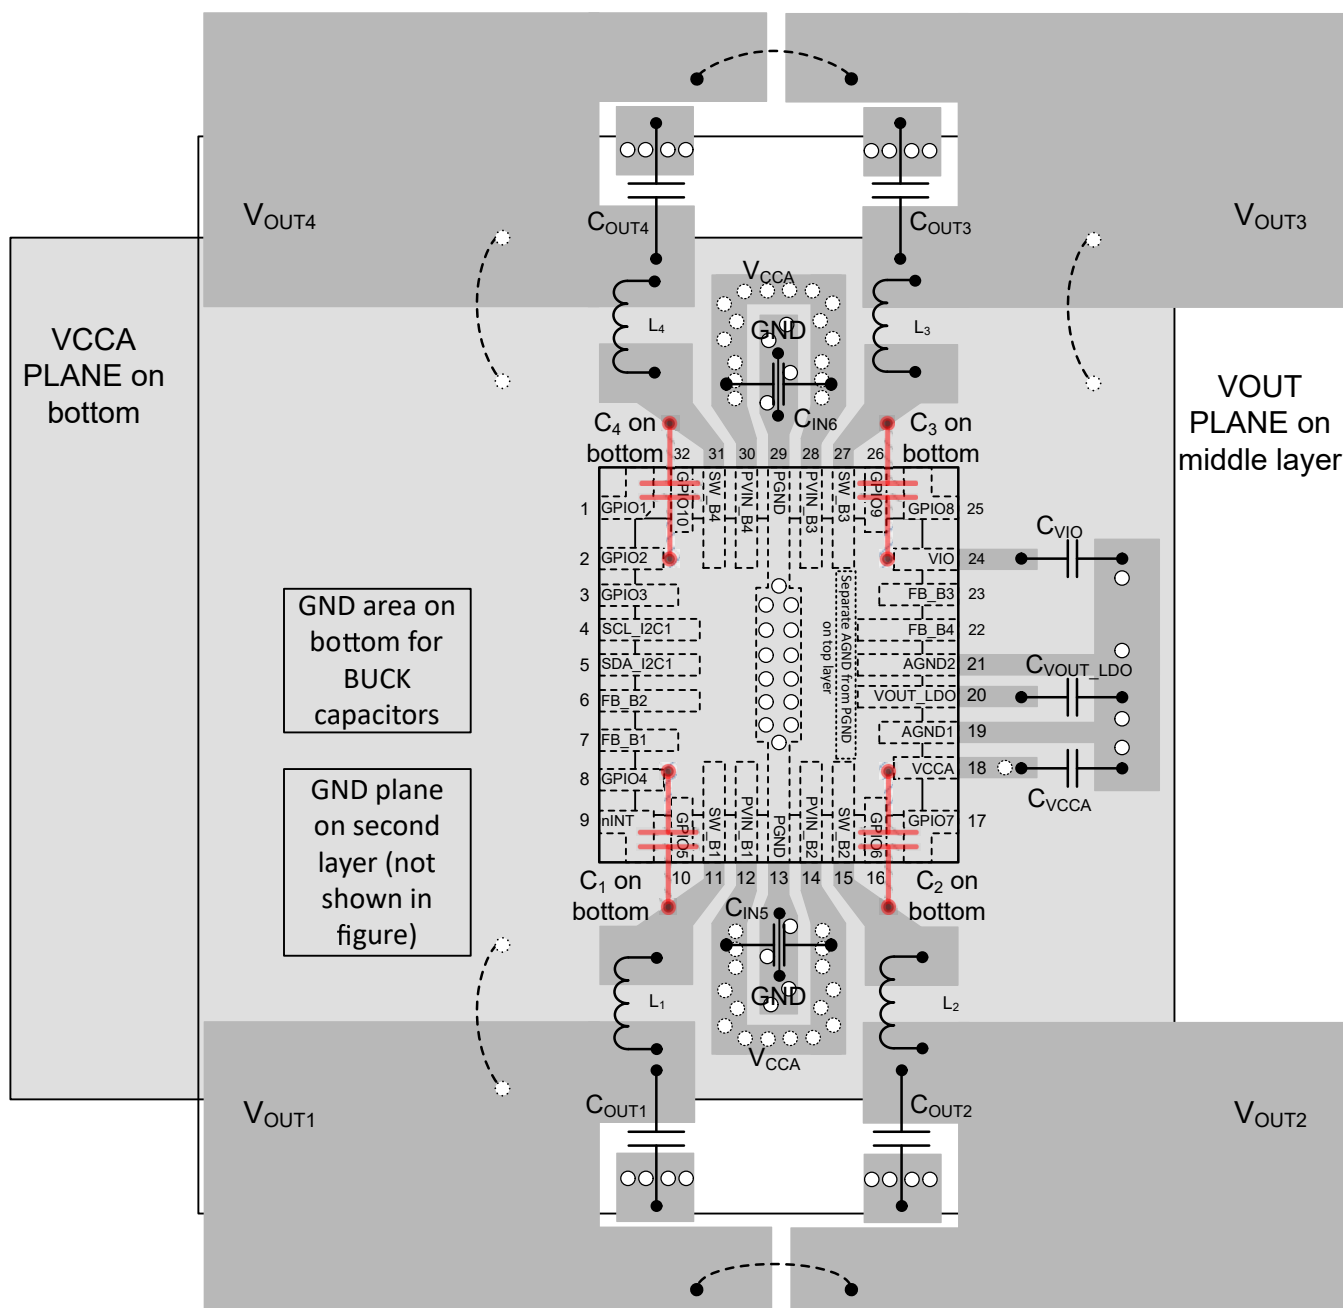 VOUT4
COUT4
COUT3
VOUT3
VCCA
L4
GND
L3
CIN6
VCCA
PLANE on
bottom
VOUT
PLANE on
middle layer
C4 on
bottom
C3 on
bottom
32
31
30
29
28
27
26
GPIO10
SW_B4
PVIN_B4
PGND
PVIN_B3
SW_B3
GPIO9
1 GPIO1
2 GPIO2
3 GPIO3
4 SCL_I2C1
5 SDA_I2C1
6 FB_B2
7 FB_B1
8 GPIO4
9 nINT
GPIO8 25
VIO 24
FB_B3 23
FB_B4 22
AGND2 21
VOUT_LDO 20
AGND1 19
VCCA 18
GPIO7 17
Separate AGND from PGND
on top layer
CVIO
CVOUT_LDO
CVCCA
GND area on
bottom for
BUCK
capacitors
GND plane
on second
layer (not
shown in
figure)
GPIO5
SW_B1
PVIN_B1
PGND
PVIN_B2
SW_B2
GPIO6
10
11
12
13
14
15
16
C1 on
bottom
C2 on
bottom
CIN5
GND
L1
L2
VCCA
VOUT1
COUT1
COUT2
VOUT2